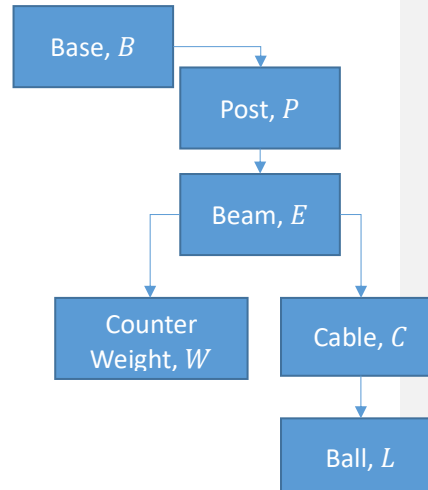 Base, B
Post, P
Beam, E
Counter
Weight, W
Cable, C
Ball, L